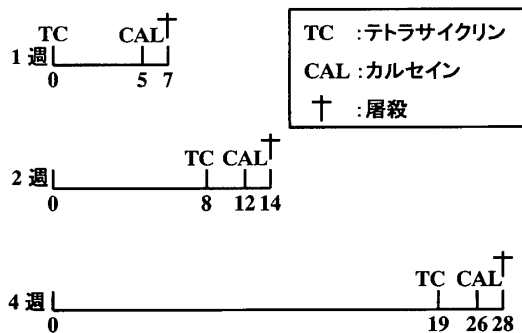 TC CAL†
1 週
0 5 7
TC :テトラサイクリン
CAL :カルセイン
† :屠殺
TC CAL†
2 週
0 8 12 14
TC CAL†
4 週
0 19 26 28